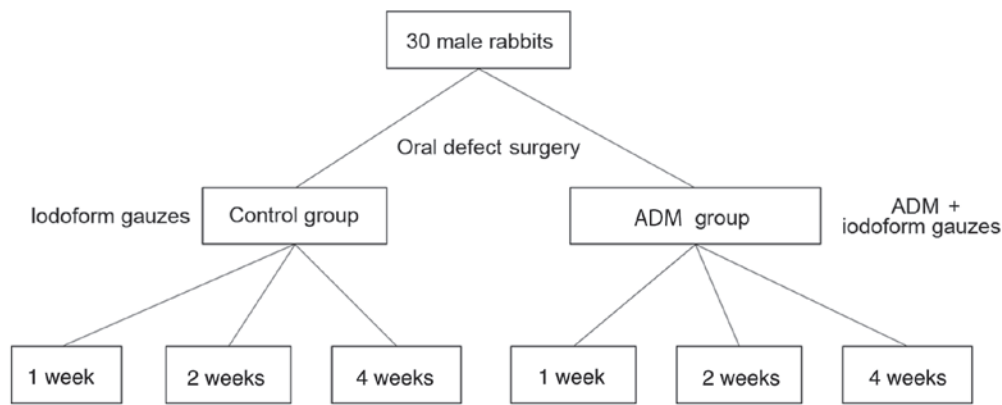 30 male rabbits
Oral defect surgery
Iodoform gauzes
Control group
ADM group
ADM +
iodoform gauzes
1 week
2 weeks
4 weeks
1 week
2 weeks
4 weeks